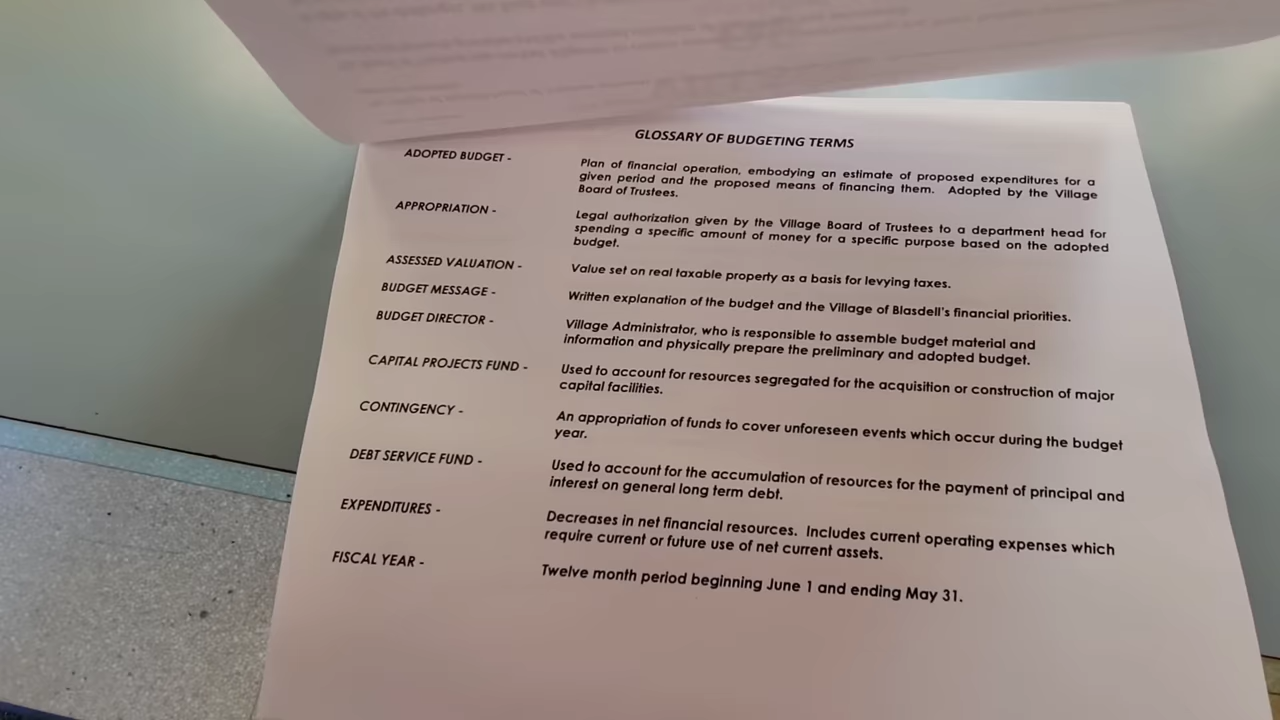 GLOSSARY OF BUDGETING TERMS
ADOPTED BUDGET - Plan of financial operation, embodying an estimate of proposed expenditures for a
given period and the proposed means of financing them. Adopted by the Village
Board of Trustees.
APPROPRIATION - Legal authorization given by the Village Board of Trustees to a department head for
spending a specific amount of money for a specific purpose based on the adopted
budget.
ASSESSED VALUATION - Value set on real taxable property as a basis for levying taxes.
BUDGET MESSAGE - Written explanation of the budget and the Village of Blasdell's financial priorities.
BUDGET DIRECTOR - Village Administrator, who is responsible to assemble budget material and
information and physically prepare the preliminary and adopted budget.
CAPITAL PROJECTS FUND - Used to account for resources segregated for the acquisition or construction of major
capital facilities.
CONTINGENCY - An appropriation of funds to cover unforeseen events which occur during the budget
year.
DEBT SERVICE FUND - Used to account for the accumulation of resources for the payment of principal and
interest on general long term debt.
EXPENDITURES - Decreases in net financial resources. Includes current operating expenses which
require current or future use of net current assets.
FISCAL YEAR - Twelve month period beginning June 1 and ending May 31.